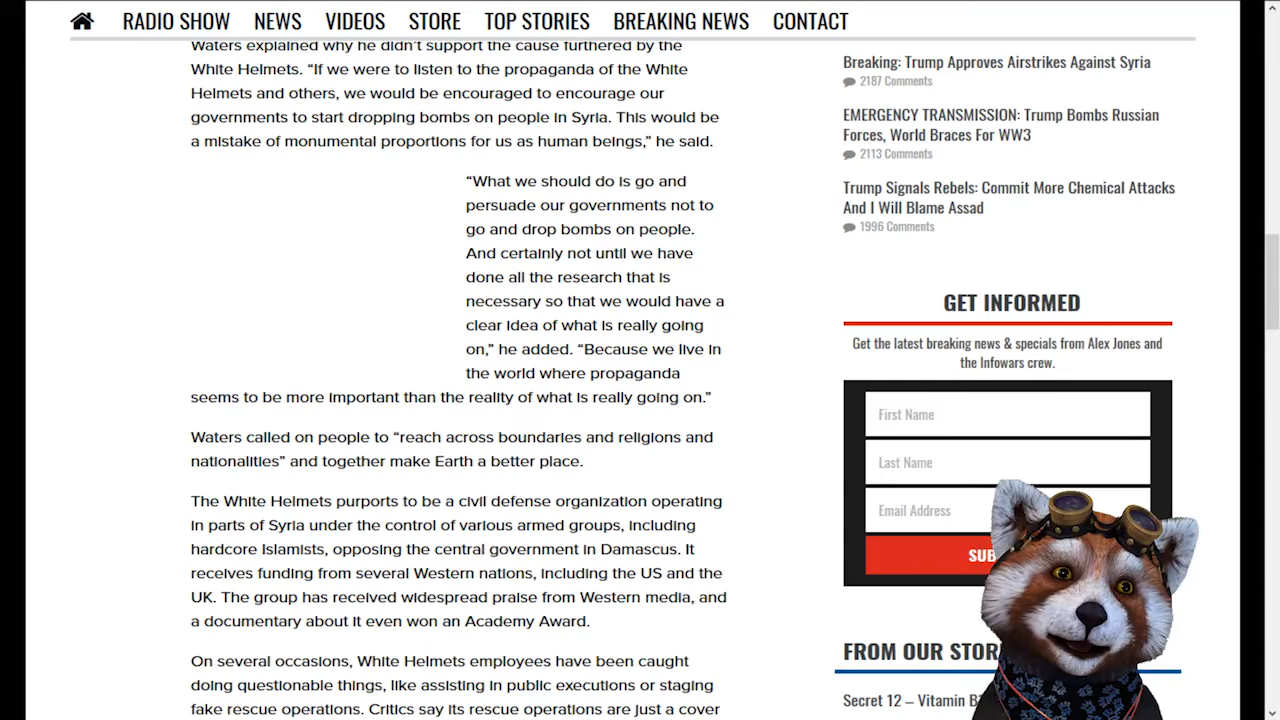 RADIO SHOW NEWS VIDEOS STORE TOP STORIES BREAKING NEWS CONTACT
Waters explained why he didn't support the cause furthered by the
White Helmets. “If we were to listen to the propaganda of the White
Helmets and others, we would be encouraged to encourage our
governments to start dropping bombs on people in Syria. This would be
a mistake of monumental proportions for us as human beings,” he said.
“What we should do is go and
persuade our governments not to
go and drop bombs on people.
And certainly not until we have
done all the research that is
necessary so that we would have a
clear idea of what is really going
on,” he added. “Because we live in
the world where propaganda
seems to be more important than the reality of what is really going on.”
Waters called on people to “reach across boundaries and religions and
nationalities” and together make Earth a better place.
The White Helmets purports to be a civil defense organization operating
in parts of Syria under the control of various armed groups, including
hardcore Islamists, opposing the central government in Damascus. It
receives funding from several Western nations, including the US and the
UK. The group has received widespread praise from Western media, and
a documentary about it even won an Academy Award.
On several occasions, White Helmets employees have been caught
doing questionable things, like assisting in public executions or staging
fake rescue operations. Critics say its rescue operations are just a cover
Breaking: Trump Approves Airstrikes Against Syria
2187 Comments
EMERGENCY TRANSMISSION: Trump Bombs Russian
Forces, World Braces For WW3
2113 Comments
Trump Signals Rebels: Commit More Chemical Attacks
And I Will Blame Assad
1996 Comments
GET INFORMED
Get the latest breaking news & specials from Alex Jones and
the Infowars crew.
First Name
Last Name
Email Address
FROM OUR
Secret 12 – Vitamin